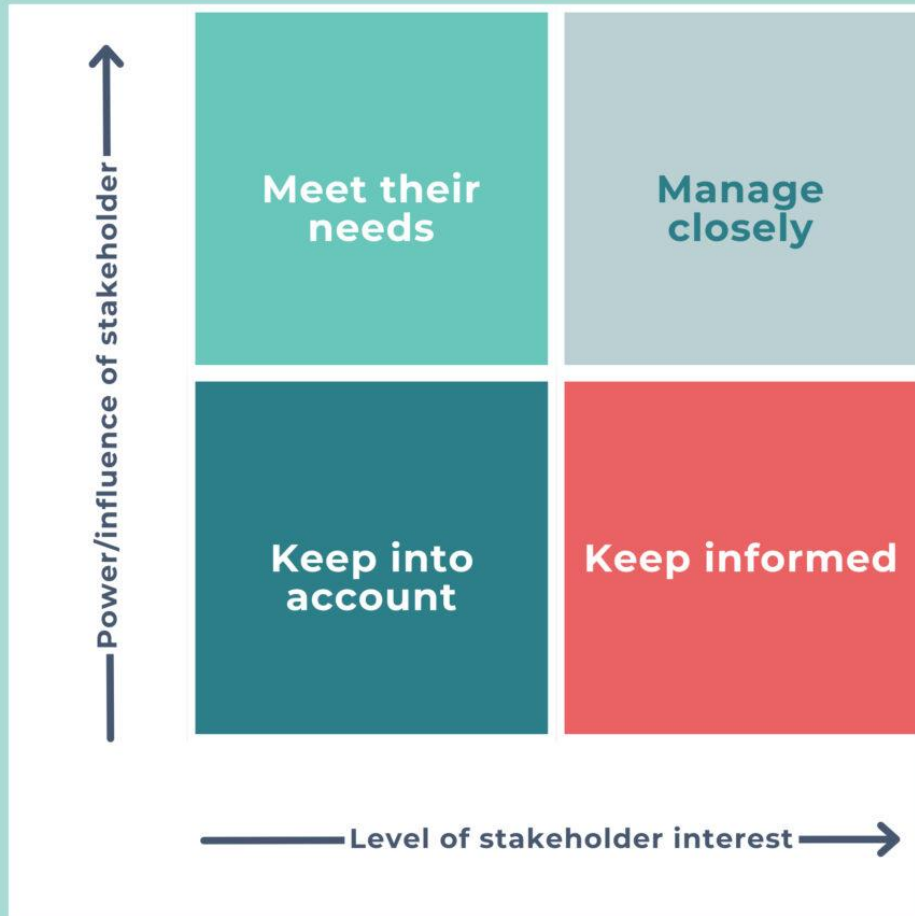 Meet their
needs
Manage
closely
Power/influence of stakeholder
Keep into
account
Keep informed
Level of stakeholder interest